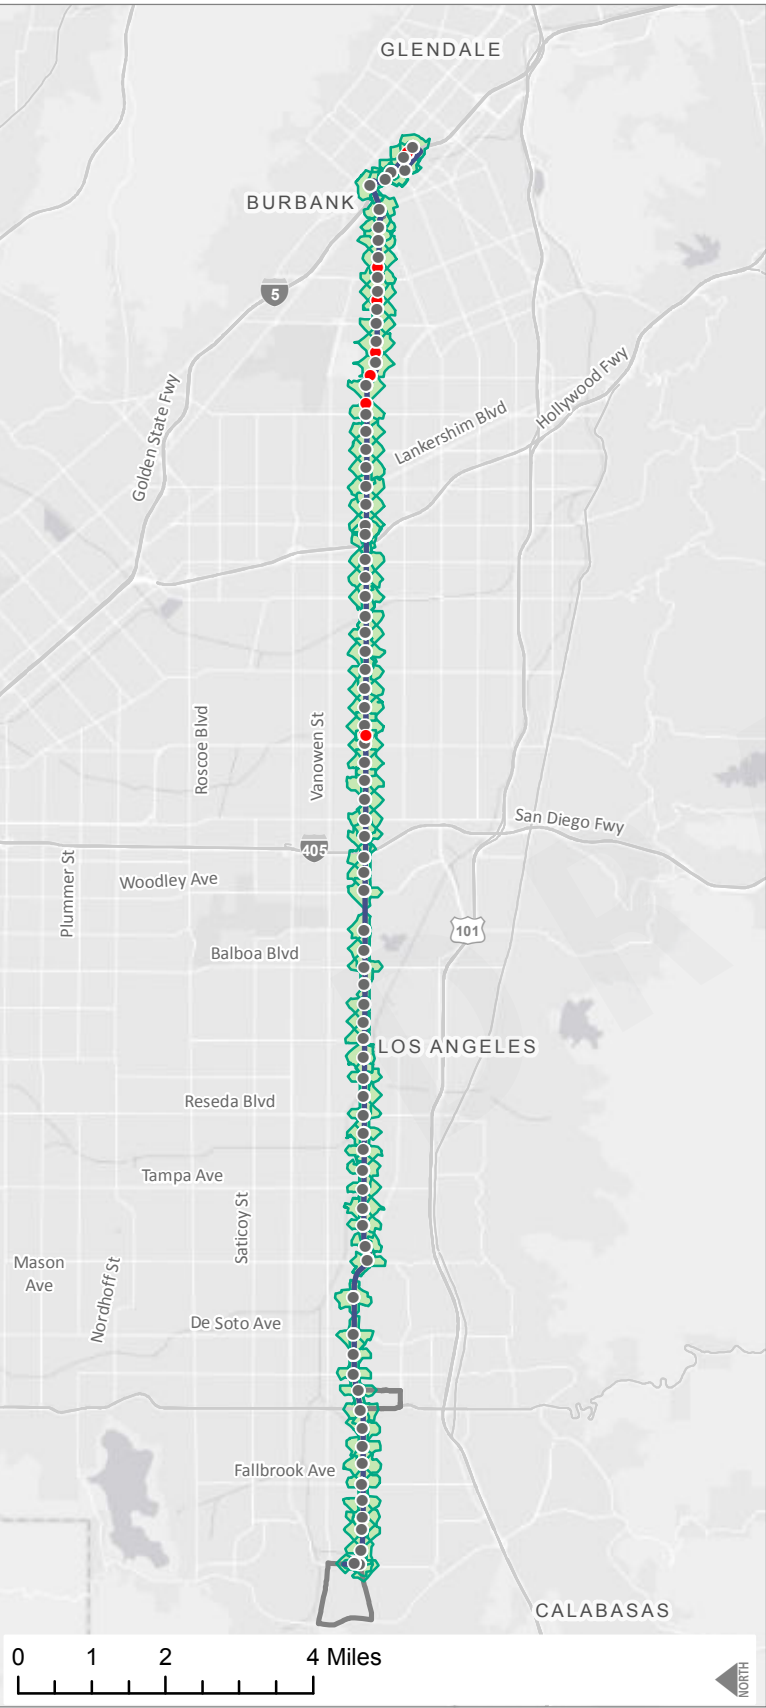 GLENDALE
BURBANK
5
Golden State Fwy
Hollywood Fwy
Lankershim Blvd
Roscoe Blvd
Vanowen St
San Diego Fwy
405
Plummer St
Woodley Ave
101
Balboa Blvd
LOS ANGELES
Reseda Blvd
Tampa Ave
Saticoy St
Mason
Ave
Nordhoff St
De Soto Ave
Fallbrook Ave
CALABASAS
0 1 2 4 Miles
NORTH